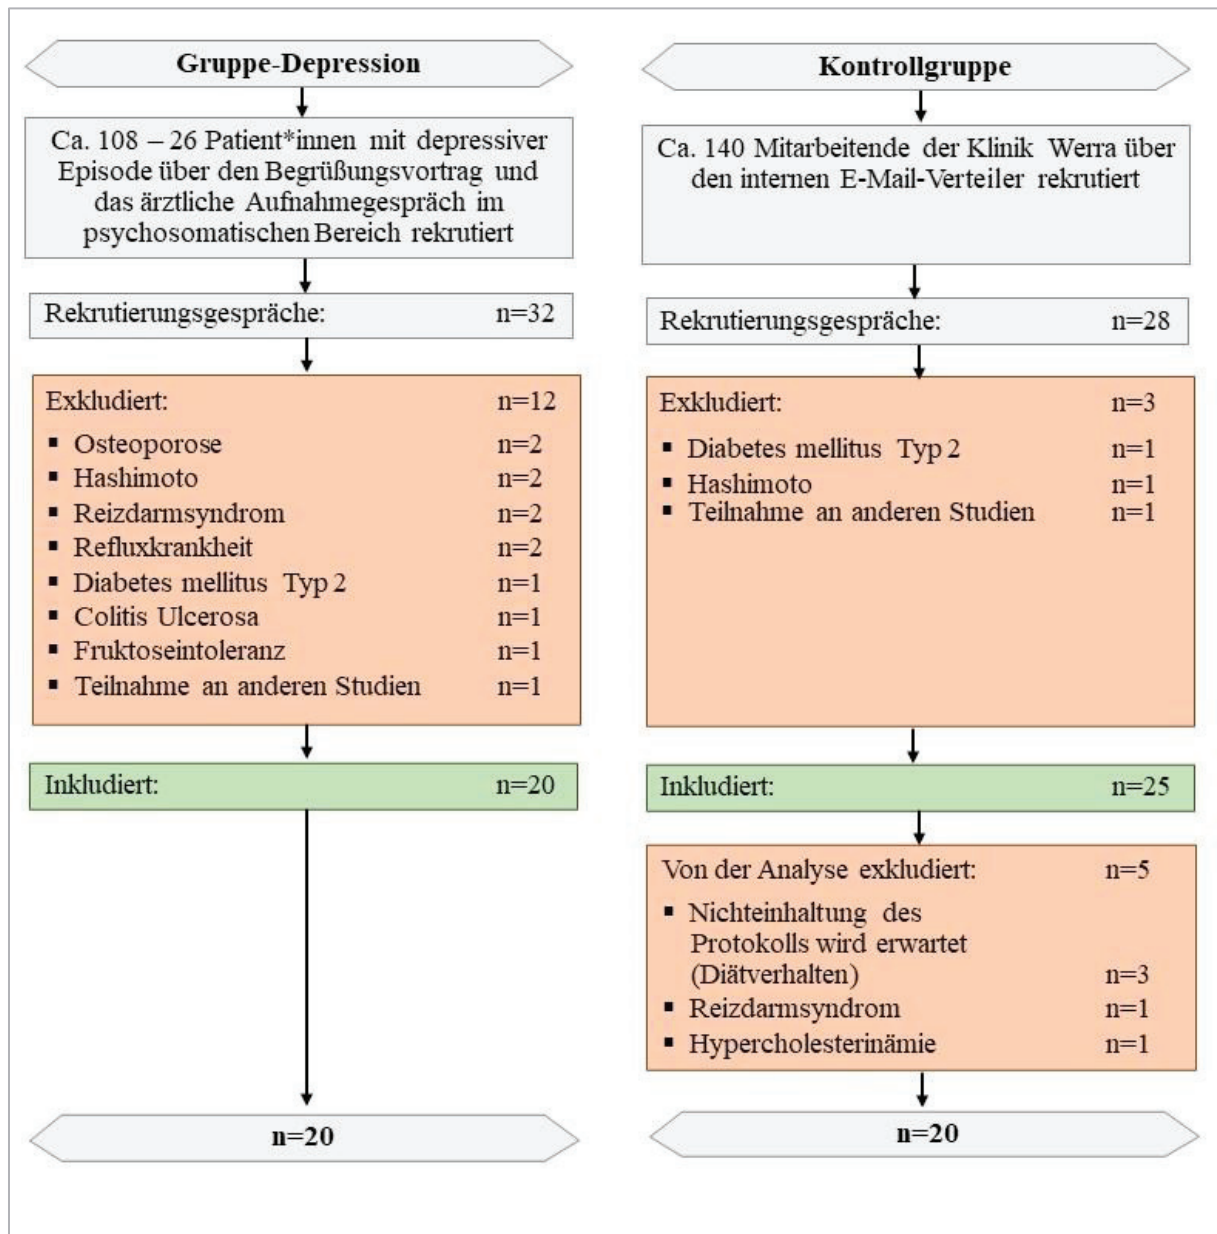 Gruppe-Depression
Ca. 108 – 26 Patient*innen mit depressiver
Episode über den Begrüßungsvortrag und
das ärztliche Aufnahmegespräch im
psychosomatischen Bereich rekrutiert
Rekrutierungsgespräche: n=32
Exkludiert: n=12
▪ Osteoporose n=2
▪ Hashimoto n=2
▪ Reizdarmsyndrom n=2
▪ Refluxkrankheit n=2
▪ Diabetes mellitus Typ 2 n=1
▪ Colitis Ulcerosa n=1
▪ Fruktoseintoleranz n=1
▪ Teilnahme an anderen Studien n=1
Inkludiert: n=20
n=20
Kontrollgruppe
Ca. 140 Mitarbeitende der Klinik Werra über
den internen E-Mail-Verteiler rekrutiert
Rekrutierungsgespräche: n=28
Exkludiert: n=3
▪ Diabetes mellitus Typ 2 n=1
▪ Hashimoto n=1
▪ Teilnahme an anderen Studien n=1
Inkludiert: n=25
Von der Analyse exkludiert: n=5
▪ Nichteinhaltung des
Protokolls wird erwartet
(Diätverhalten) n=3
▪ Reizdarmsyndrom n=1
▪ Hypercholesterinämie n=1
n=20